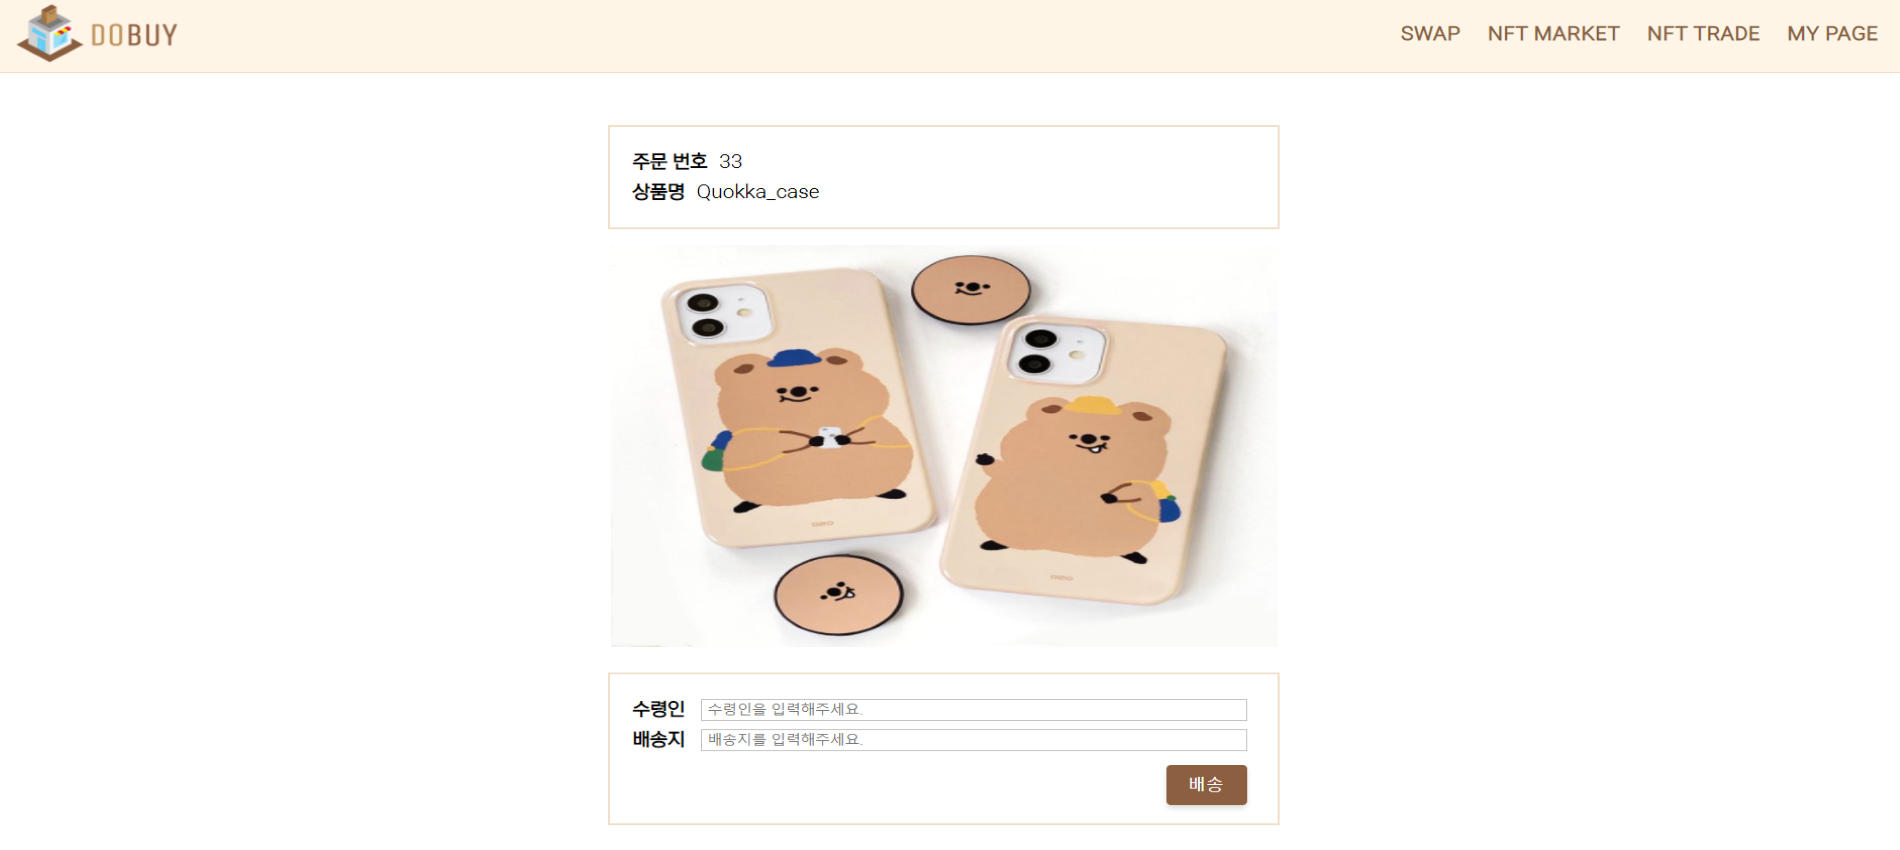 DOBUY
SWAP NFT MARKET NFT TRADE MY PAGE
주문 번호 33
상품명 Quokka_case
수령인 수령인을 입력해주세요.
배송지 배송지를 입력해주세요.
배송